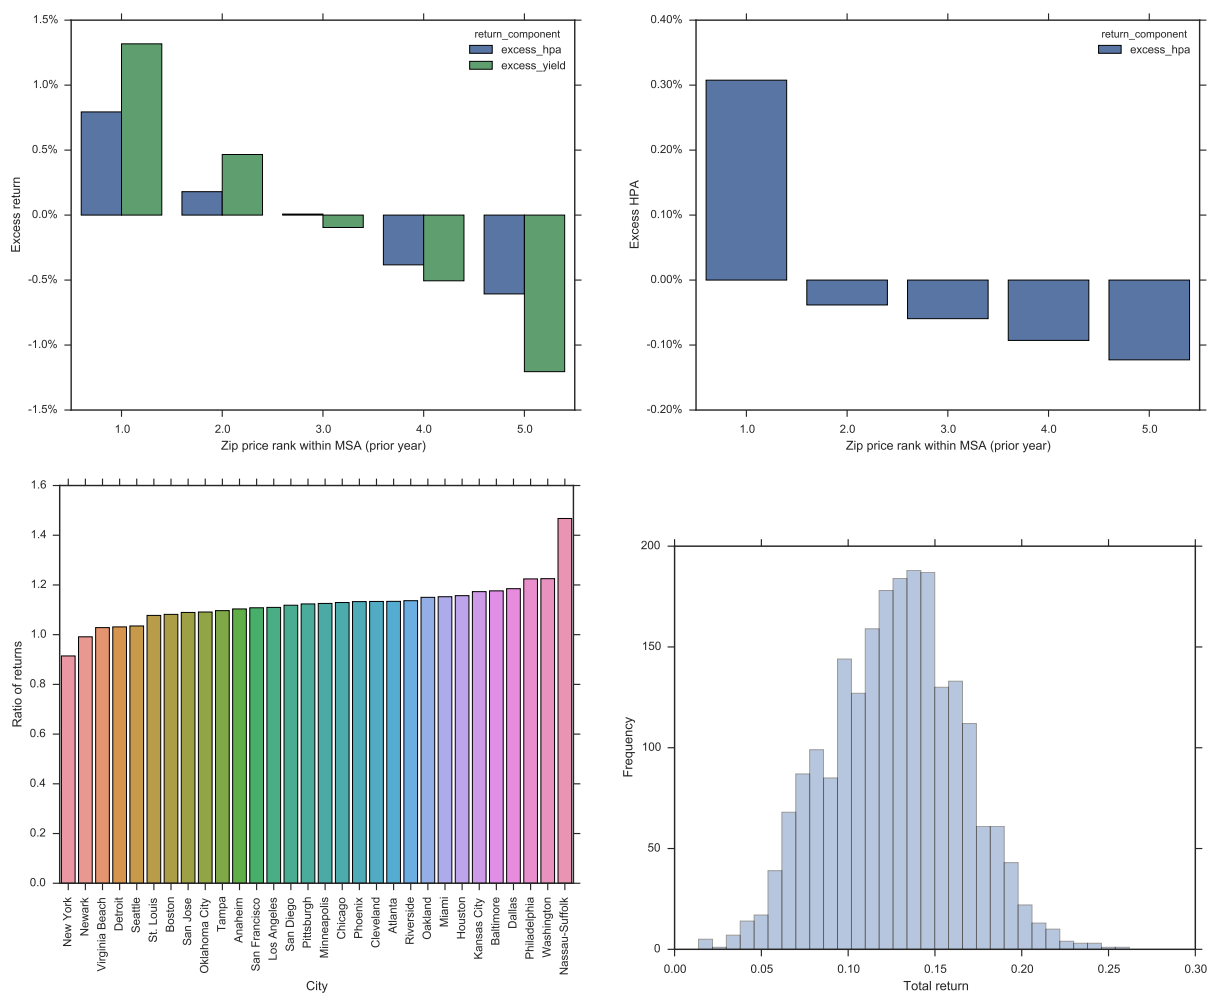 1.5%
1.0%
0.5%
0.0%
-0.5%
-1.0%
-1.5%
Excess return
return_component
excess_hpa
excess_yield
1.0 2.0 3.0 4.0 5.0
Zip price rank within MSA (prior year)
0.40%
0.30%
0.20%
0.10%
0.00%
-0.10%
-0.20%
Excess HPA
return_component
excess_hpa
1.0 2.0 3.0 4.0 5.0
Zip price rank within MSA (prior year)
1.6
1.4
1.2
1.0
0.8
0.6
0.4
0.2
0.0
Ratio of returns
New York
Newark
Virginia Beach
Detroit
Seattle
St. Louis
Boston
San Jose
Oklahoma City
Tampa
Anaheim
San Francisco
Los Angeles
San Diego
Pittsburgh
Minneapolis
Chicago
Phoenix
Cleveland
Atlanta
Riverside
Oakland
Miami
Houston
Kansas City
Baltimore
Dallas
Philadelphia
Washington
Nassau-Suffolk
City
200
150
100
50
0
Frequency
0.00 0.05 0.10 0.15 0.20 0.25 0.30
Total return